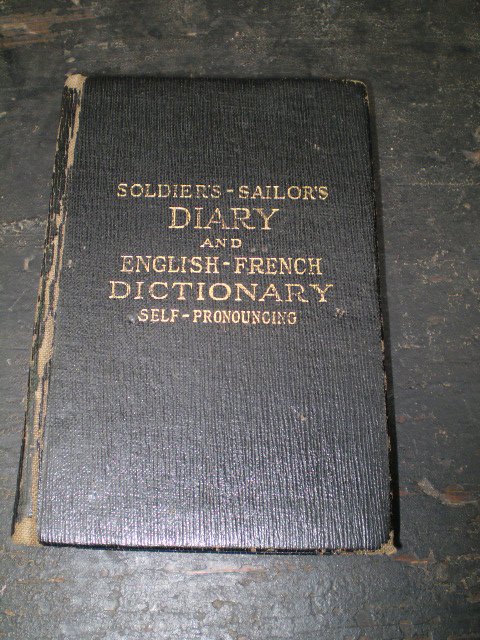 SOLDIER'S-SAILOR'S
DIARY
AND
ENGLISH-FRENCH
DICTIONARY
SELF-PRONOUNCING